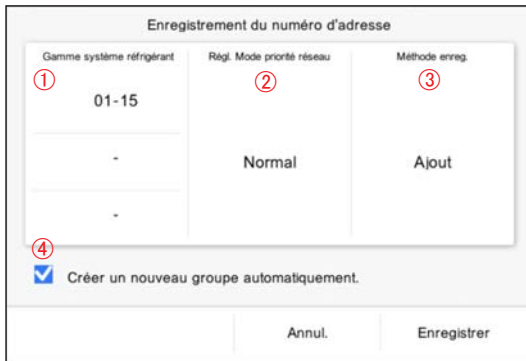 Enregistrement du numéro d'adresse
Gamme système réfrigérant Régl. Mode priorité réseau Méthode enreg.
① ② ③
01-15
-
Normal Ajout
-
④
Créer un nouveau groupe automatiquement.
Annul. Enregistrer